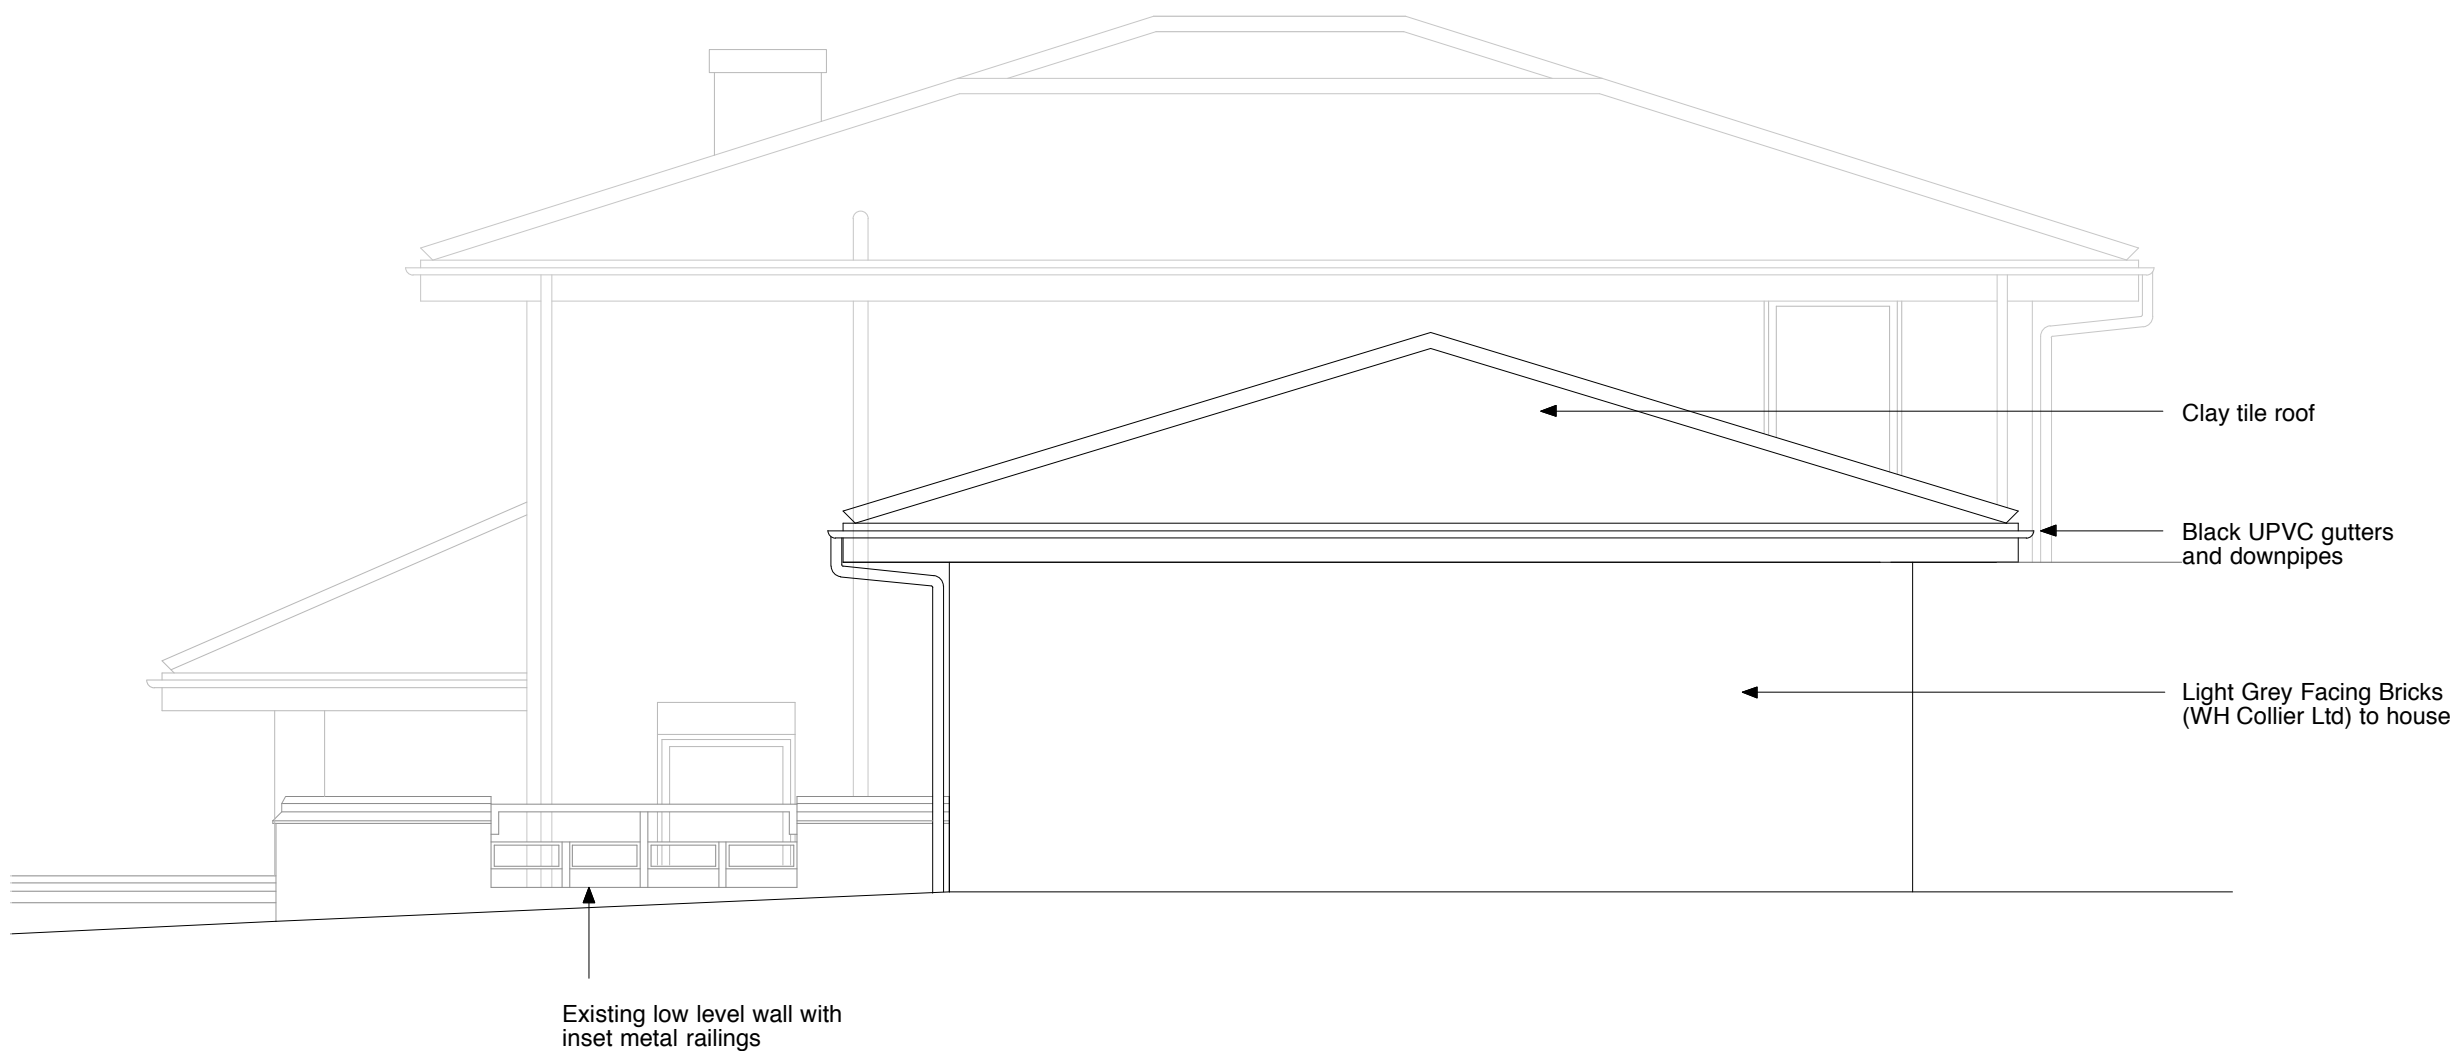 Clay tile roof
Black UPVC gutters
and downpipes
Light Grey Facing Bricks
(WH Collier Ltd) to house
Existing low level wall with
inset metal railings